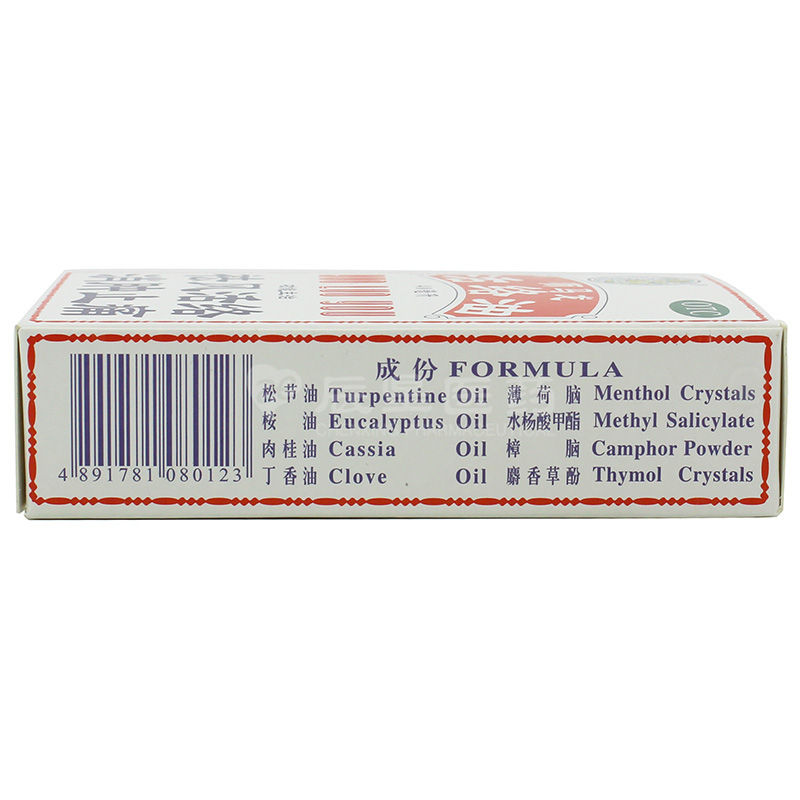 成份 FORMULA
松节油 Turpentine Oil 薄荷脑 Menthol Crystals
桉 油 Eucalyptus Oil 水杨酸甲酯 Methyl Salicylate
肉桂油 Cassia Oil 樟 脑 Camphor Powder
丁香油 Clove Oil 麝香草酚 Thymol Crystals
4 891781 080123